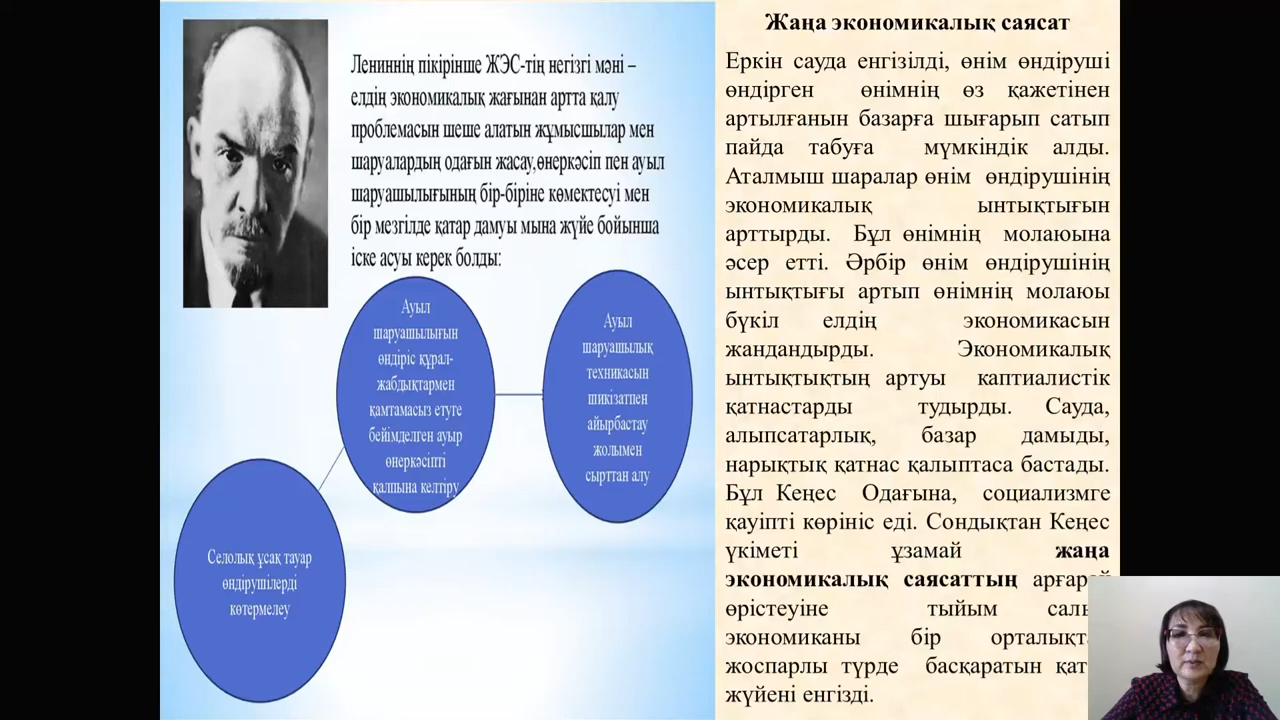 Лениннің пікірінше ЖЭС-тің негізгі мәні –
елдің экономикалық жағынан артта қалу
проблемасын шеше алатын жұмысшылар мен
шаруалардың одағын жасау,өнеркәсіп пен ауыл
шаруашылығының бір-біріне көмектесуі мен
бір мезгілде қатар дамуы мына жүйе бойынша
іске асуы керек болды:
Селолық ұсақ тауар
өндірушілерді
көтермелеу
Ауыл
шаруашылығын
өндіріс құрал-
жабдықтармен
қамтамасыз етуге
бейімделген ауыр
өнеркәсіпті
қалпына келтіру
Ауыл
шаруашылық
техникасын
шикізатпен
айырбастау
жолымен
сырттан алу
Жаңа экономикалық саясат
Еркін сауда енгізілді, өнім өндіруші
өндірген өнімнің өз қажетінен
артылғанын базарға шығарып сатып
пайда табуға мүмкіндік алды.
Аталмыш шаралар өнім өндірушінің
экономикалық ынтықтығын
арттырды. Бұл өнімнің молаюына
әсер етті. Әрбір өнім өндірушінің
ынтықтығы артып өнімнің молаюы
бүкіл елдің экономикасын
жандандырды. Экономикалық
ынтықтықтың артуы каптиалистік
қатнастарды тудырды. Сауда,
алыпсатарлық, базар дамыды,
нарықтық қатнас қалыптаса бастады.
Бұл Кеңес Одағына, социализмге
қауіпті көрініс еді. Сондықтан Кеңес
үкіметі ұзамай жаңа
экономикалық саясаттың
өрістеуіне тыйым
экономиканы бір
жоспарлы түрде басқаратын
жүйені енгізді.